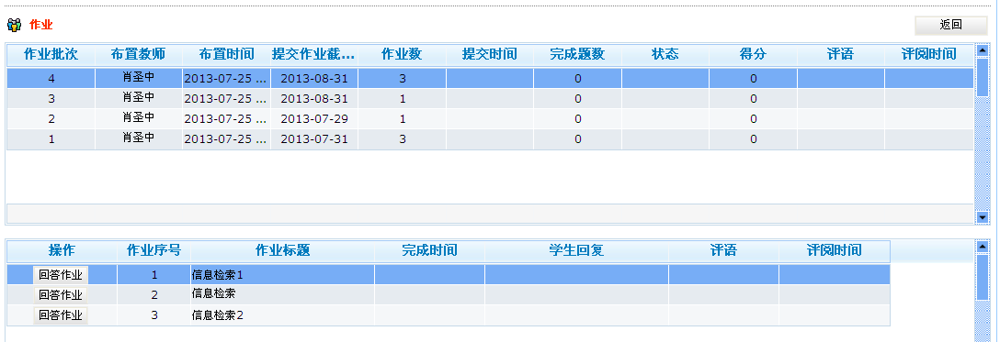 作业
返回
作业批次 布置教师 布置时间 提交作业截... 作业数 提交时间 完成题数 状态 得分 评语 评阅时间
4 肖圣中 2013-07-25 ... 2013-08-31 3 0 0
3 肖圣中 2013-07-25 ... 2013-08-31 1 0 0
2 肖圣中 2013-07-25 ... 2013-07-29 1 0 0
1 肖圣中 2013-07-25 ... 2013-07-31 3 0 0
操作 作业序号 作业标题 完成时间 学生回复 评语 评阅时间
回答作业 1 信息检索1
回答作业 2 信息检索
回答作业 3 信息检索2